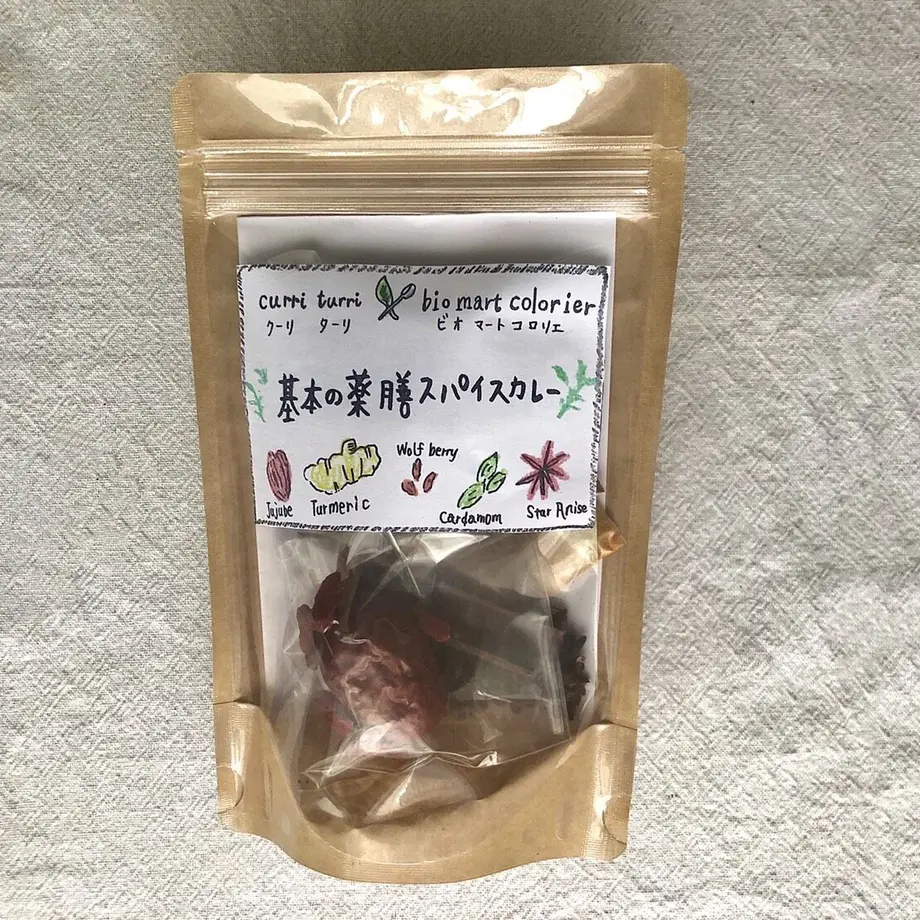 curri turri bio mart colorier
クーリ ターリ ビオ マート コロリエ
基本の薬膳スパイスカレー
Wolf berry
Jujube Turmeric Cardamom Star Anise